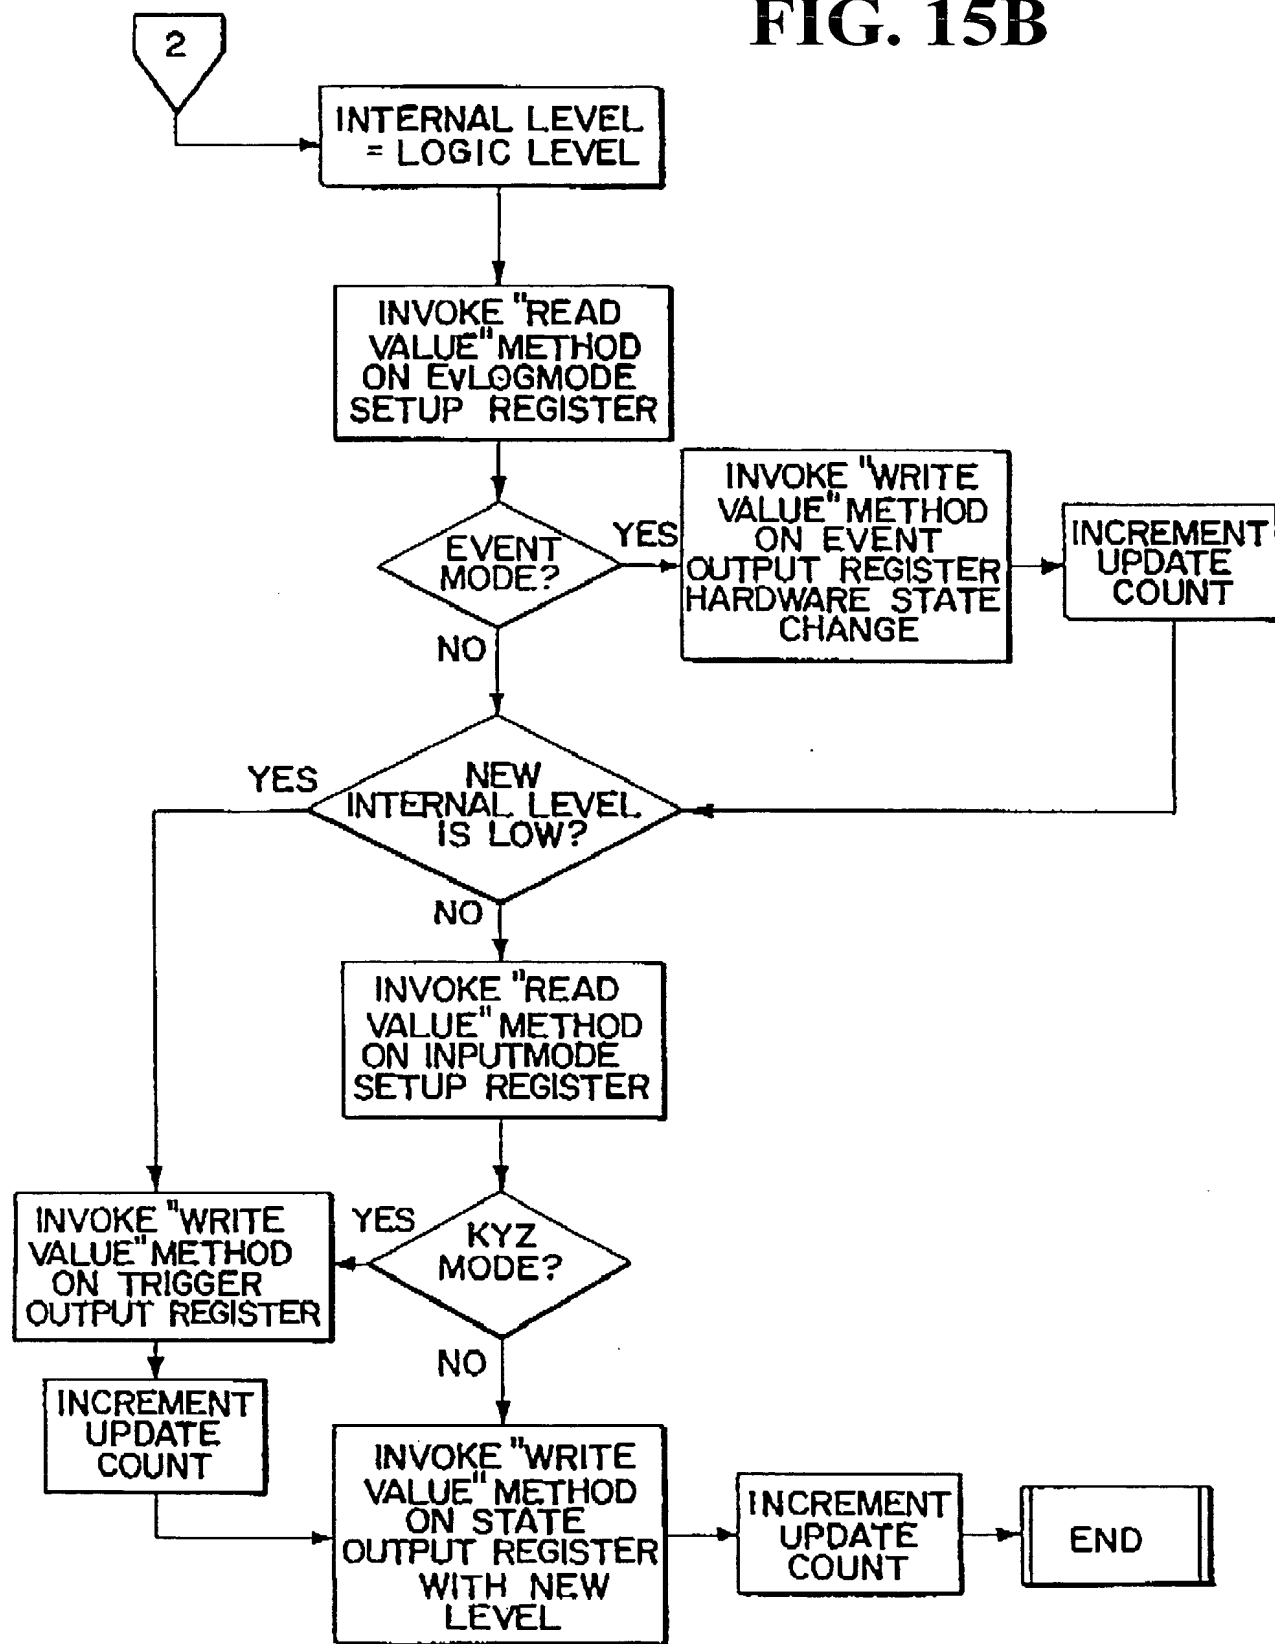 FIG. 15B
2
INTERNAL LEVEL
= LOGIC LEVEL
INVOKE "READ
VALUE" METHOD
ON EvLOGMODE
SETUP REGISTER
EVENT
MODE?
YES
NO
INVOKE "WRITE
VALUE" METHOD
ON EVENT
OUTPUT REGISTER
HARDWARE STATE
CHANGE
INCREMENT
UPDATE
COUNT
NEW
INTERNAL LEVEL
IS LOW?
YES
NO
INVOKE "READ
VALUE" METHOD
ON INPUTMODE
SETUP REGISTER
KYZ
MODE?
YES
NO
INVOKE "WRITE
VALUE" METHOD
ON TRIGGER
OUTPUT REGISTER
INCREMENT
UPDATE
COUNT
INVOKE "WRITE
VALUE" METHOD
ON STATE
OUTPUT REGISTER
WITH NEW
LEVEL
INCREMENT
UPDATE
COUNT
END